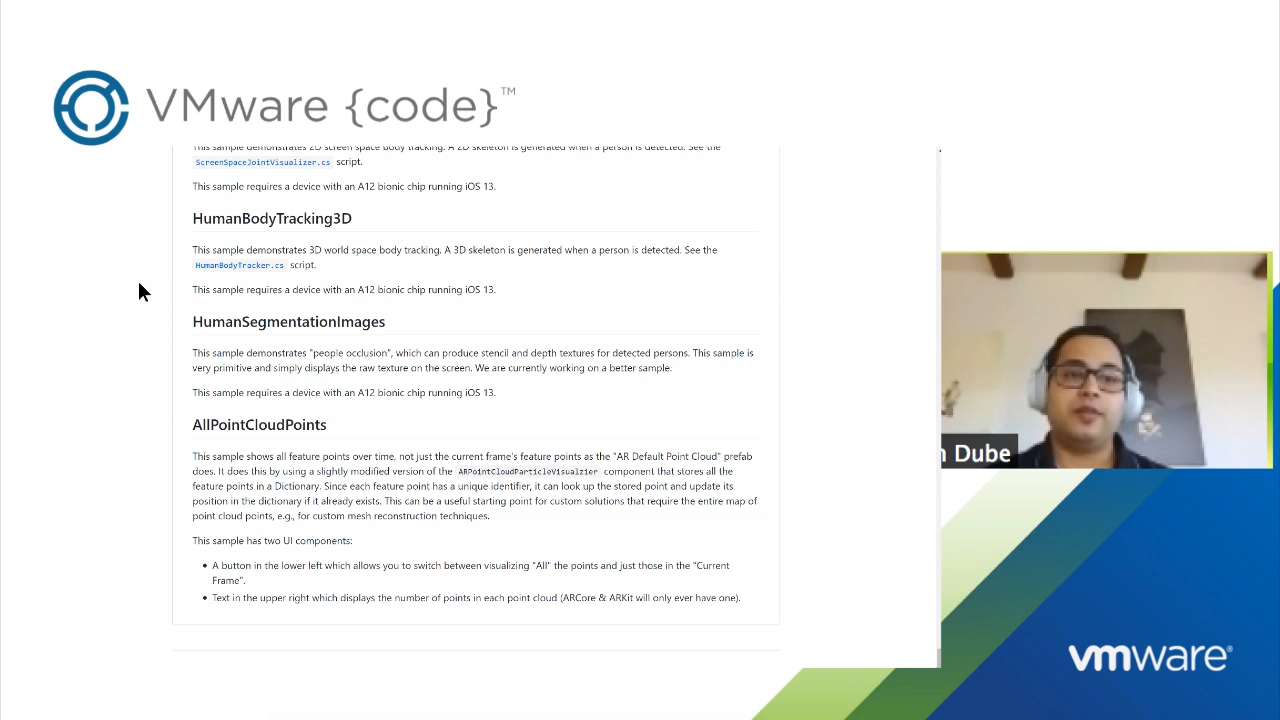 VMware {code}™
This sample demonstrates 2D screen space body tracking. A 2D skeleton is generated when a person is detected. See the
ScreenSpaceJointVisualizer.cs script.
This sample requires a device with an A12 bionic chip running iOS 13.
HumanBodyTracking3D
This sample demonstrates 3D world space body tracking. A 3D skeleton is generated when a person is detected. See the
HumanBodyTracker.cs script.
This sample requires a device with an A12 bionic chip running iOS 13.
HumanSegmentationImages
This sample demonstrates "people occlusion", which can produce stencil and depth textures for detected persons. This sample is
very primitive and simply displays the raw texture on the screen. We are currently working on a better sample.
This sample requires a device with an A12 bionic chip running iOS 13.
AllPointCloudPoints
This sample shows all feature points over time, not just the current frame's feature points as the "AR Default Point Cloud" prefab
does. It does this by using a slightly modified version of the ARPointCloudParticleVisualzier component that stores all the
feature points in a Dictionary. Since each feature point has a unique identifier, it can look up the stored point and update its
position in the dictionary if it already exists. This can be a useful starting point for custom solutions that require the entire map of
point cloud points, e.g., for custom mesh reconstruction techniques.
This sample has two UI components:
• A button in the lower left which allows you to switch between visualizing "All" the points and just those in the "Current
Frame".
• Text in the upper right which displays the number of points in each point cloud (ARCore & ARKit will only ever have one).
n Dube
vmware®